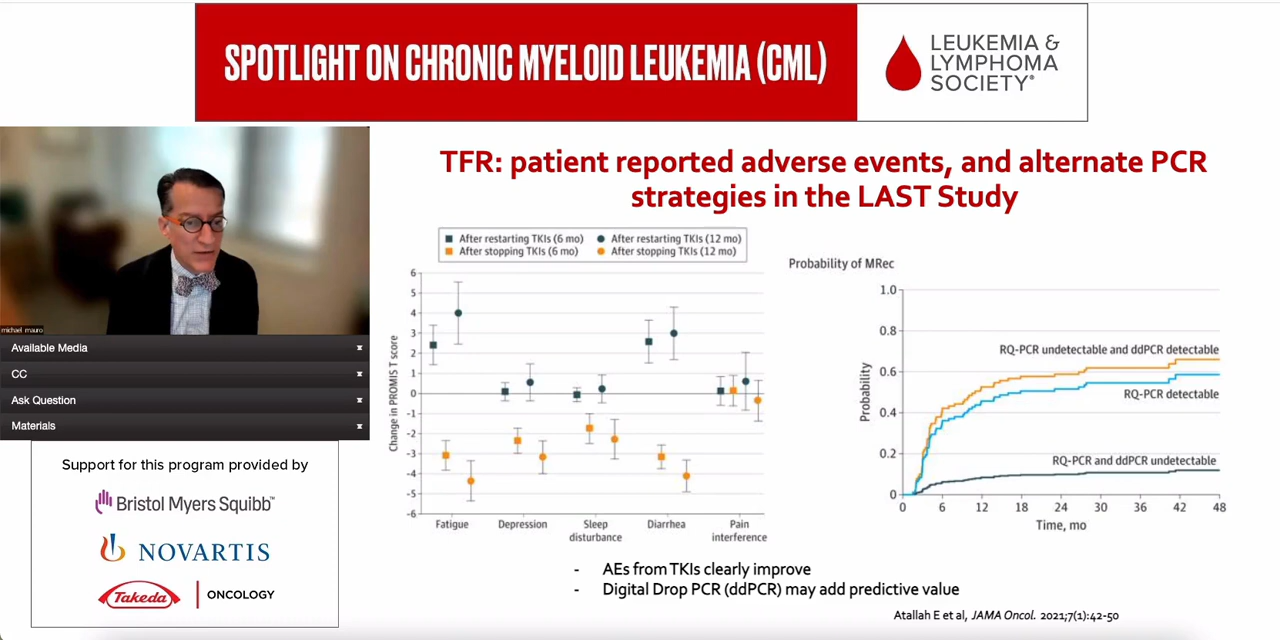 SPOTLIGHT ON CHRONIC MYELOID LEUKEMIA (CML)
LEUKEMIA &
LYMPHOMA
SOCIETY®
michael mauro
Available Media
CC
Ask Question
Materials
Support for this program provided by
Bristol Myers Squibb™
NOVARTIS
Takeda
ONCOLOGY
TFR: patient reported adverse events, and alternate PCR
strategies in the LAST Study
After restarting TKIs (6 mo)
After restarting TKIs (12 mo)
After stopping TKIs (6 mo)
After stopping TKIs (12 mo)
Change in PROMIS T score
6
5
4
3
2
1
0
-1
-2
-3
-4
-5
-6
Fatigue
Depression
Sleep
disturbance
Diarrhea
Pain
interference
Probability of MRec
Probability
1.0
0.8
0.6
0.4
0.2
0
RQ-PCR undetectable and ddPCR detectable
RQ-PCR detectable
RQ-PCR and ddPCR undetectable
0 6 12 18 24 30 36 42 48
Time, mo
- AEs from TKIs clearly improve
- Digital Drop PCR (ddPCR) may add predictive value
Atallah E et al, JAMA Oncol. 2021;7(1):42-50